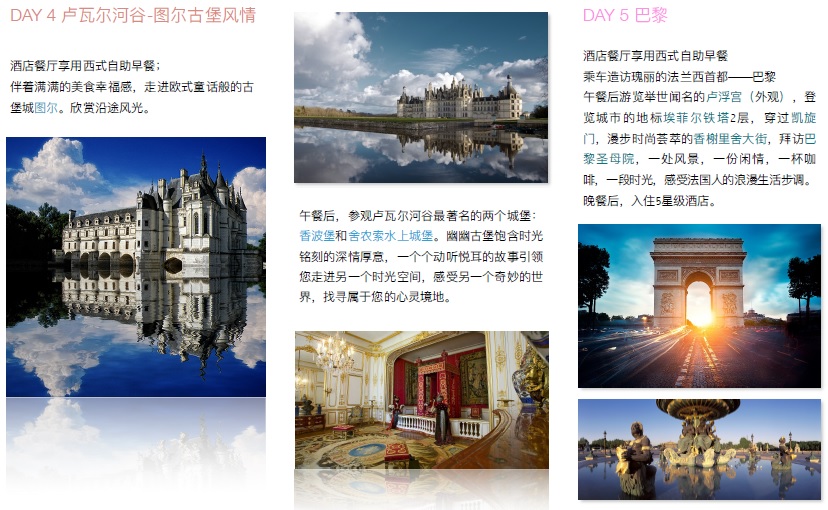 DAY 4 卢瓦尔河谷-图尔古堡风情
酒店餐厅享用西式自助早餐；
伴着满满的美食幸福感，走进欧式童话般的古
堡城图尔。欣赏沿途风光。
午餐后，参观卢瓦尔河谷最著名的两个城堡：
香波堡和舍农索水上城堡。幽幽古堡饱含时光
铭刻的深情厚意，一个个动听悦耳的故事引领
您走进另一个时光空间，感受另一个奇妙的世
界，找寻属于您的心灵境地。
DAY 5 巴黎
酒店餐厅享用西式自助早餐
乘车造访瑰丽的法兰西首都——巴黎
午餐后游览举世闻名的卢浮宫（外观），登
览城市的地标埃菲尔铁塔2层，穿过凯旋
门，漫步时尚荟萃的香榭里舍大街，拜访巴
黎圣母院，一处风景，一份闲情，一杯咖
啡，一段时光，感受法国人的浪漫生活步调。
晚餐后，入住5星级酒店。